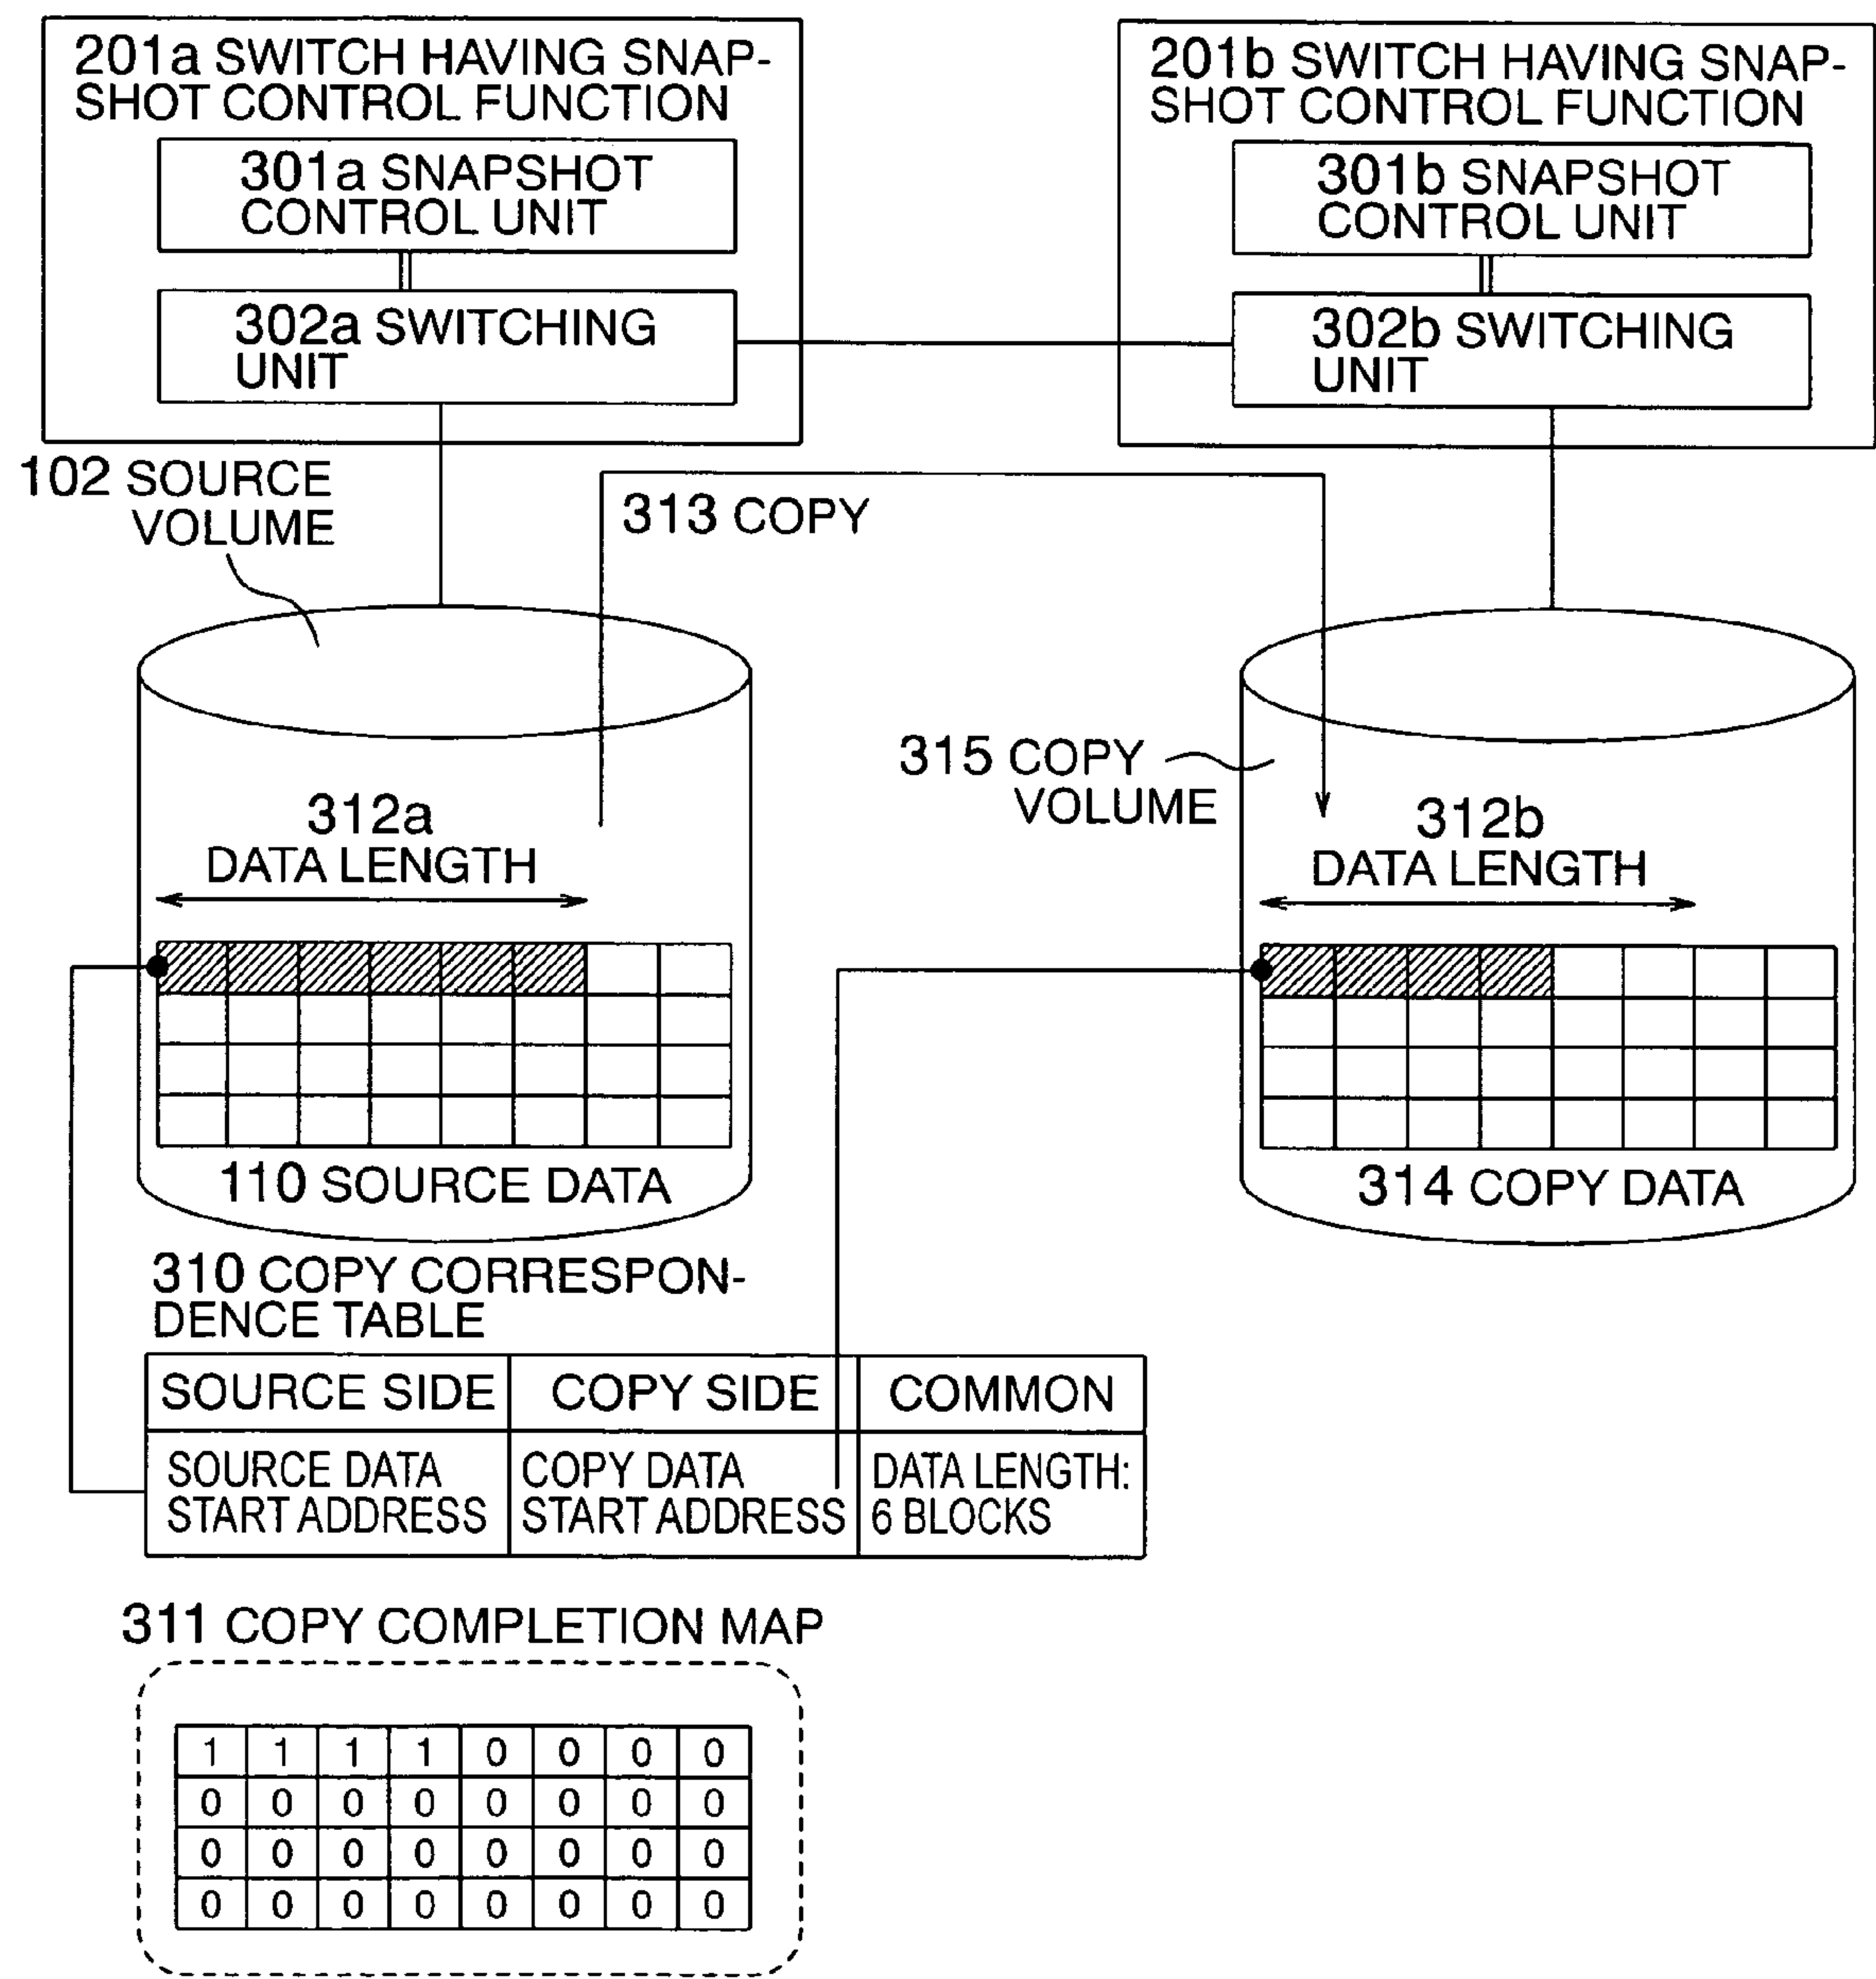 201a SWITCH HAVING SNAP-
SHOT CONTROL FUNCTION
301a SNAPSHOT
CONTROL UNIT
302a SWITCHING
UNIT
201b SWITCH HAVING SNAP-
SHOT CONTROL FUNCTION
301b SNAPSHOT
CONTROL UNIT
302b SWITCHING
UNIT
102 SOURCE
VOLUME
313 COPY
315 COPY
VOLUME
312a
DATA LENGTH
312b
DATA LENGTH
110 SOURCE DATA
314 COPY DATA
310 COPY CORRESPON-
DENCE TABLE
SOURCE SIDE COPY SIDE COMMON
SOURCE DATA COPY DATA DATA LENGTH:
START ADDRESS START ADDRESS 6 BLOCKS
311 COPY COMPLETION MAP
1 1 1 1 0 0 0 0
0 0 0 0 0 0 0 0
0 0 0 0 0 0 0 0
0 0 0 0 0 0 0 0